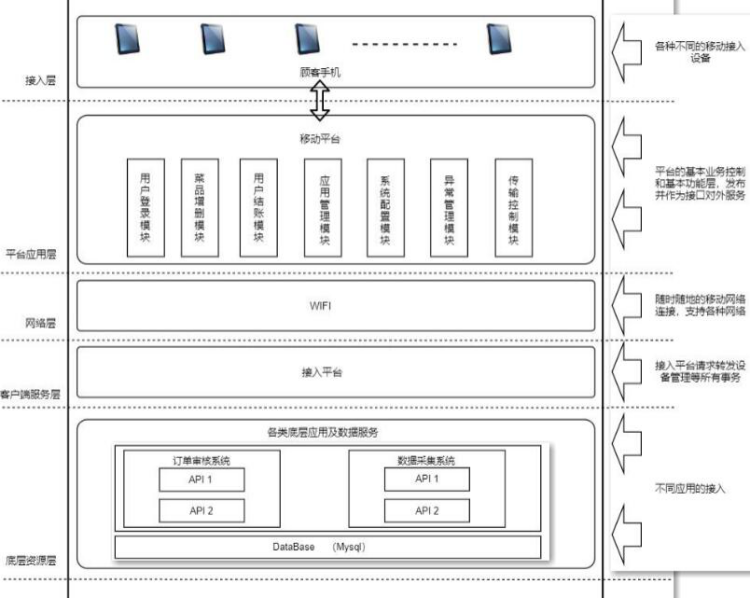 顾客手机
接入层
各种不同的移动接入
设备
移动平台
用户登录模块
菜品增删模块
用户结账模块
应用管理模块
系统配置模块
异常管理模块
传输控制模块
平台应用层
平台的基本业务控制
和基本功能层，发布
并作为接口对外服务
WIFI
网络层
随时随地的移动网络
连接，支持各种网络
接入平台
客户端服务层
接入平台请求转发设
备管理等所有事务
各类底层应用及数据服务
订单审核系统
API 1
API 2
数据采集系统
API 1
API 2
DataBase （Mysql）
底层资源层
不同应用的接入